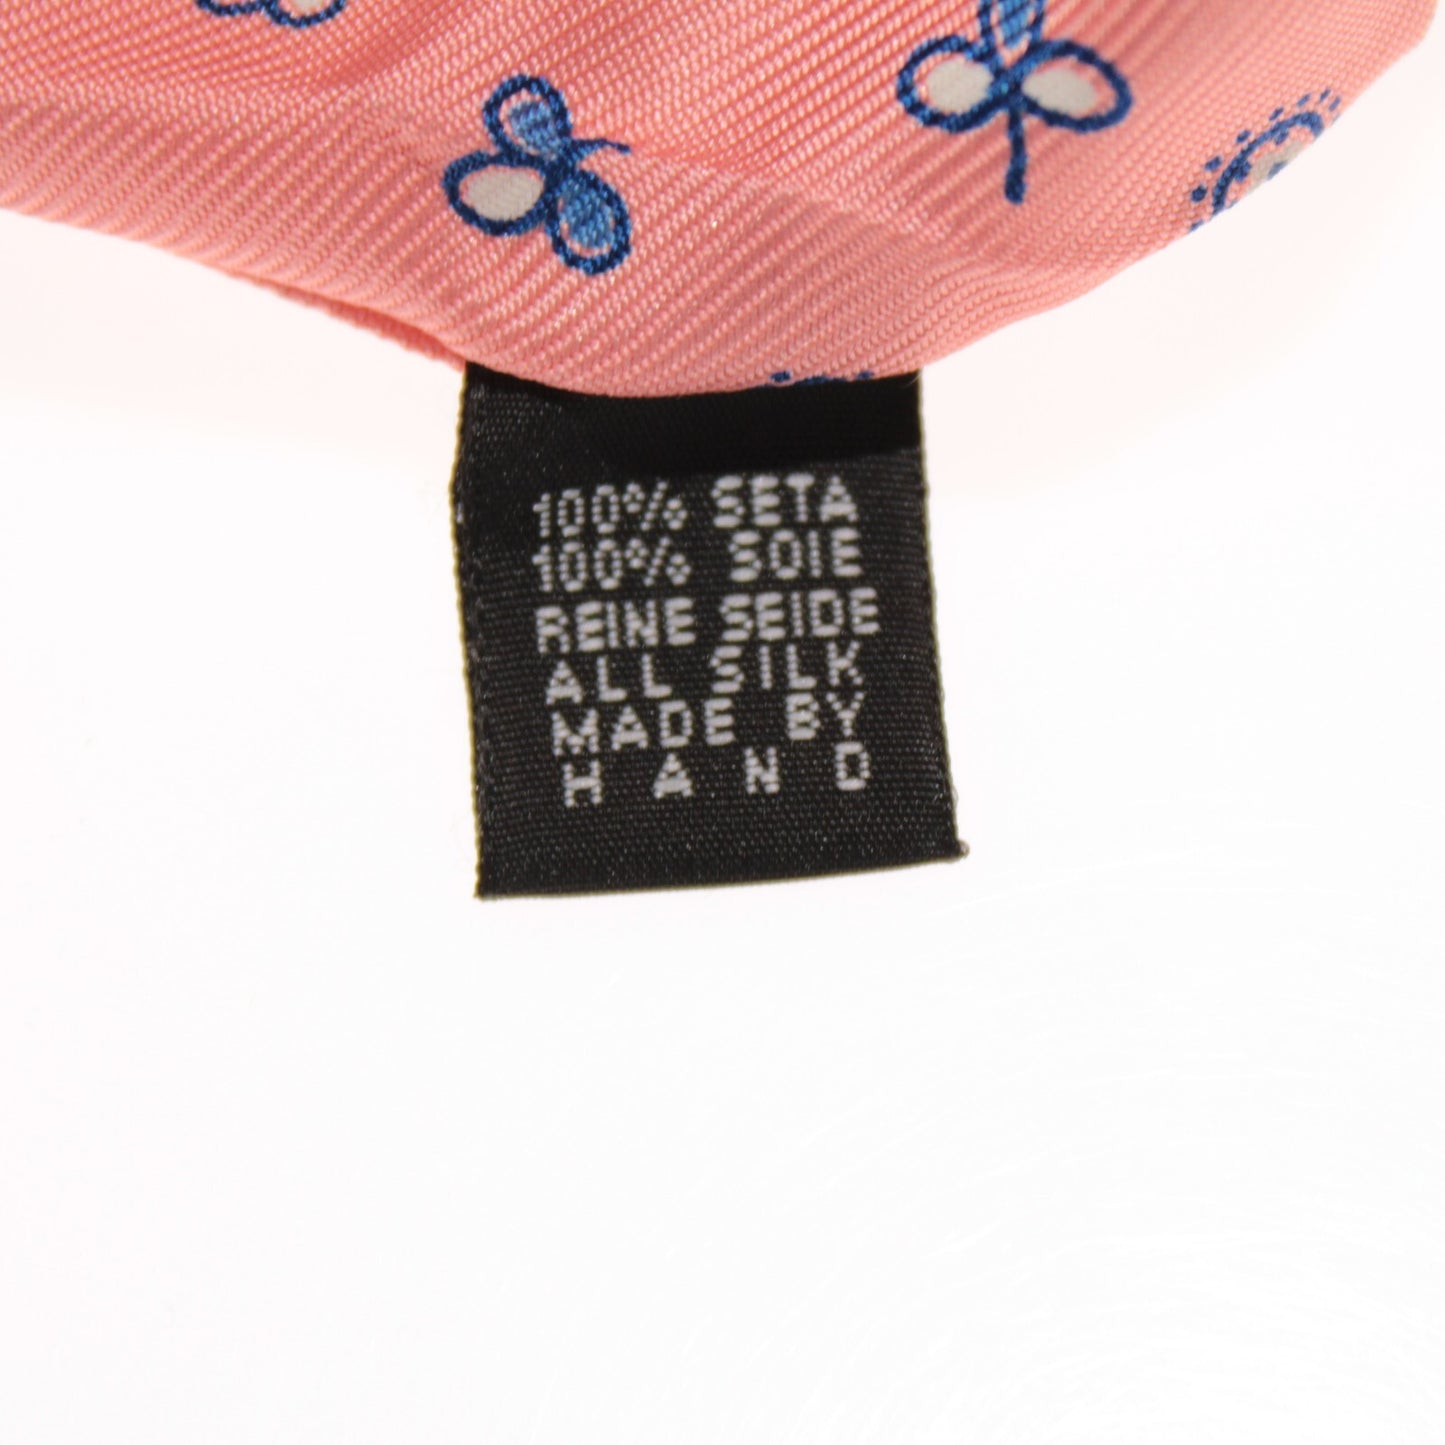 100% SETA
100% SOIE
REINE SEIDE
ALL SILK
MADE BY
HAND